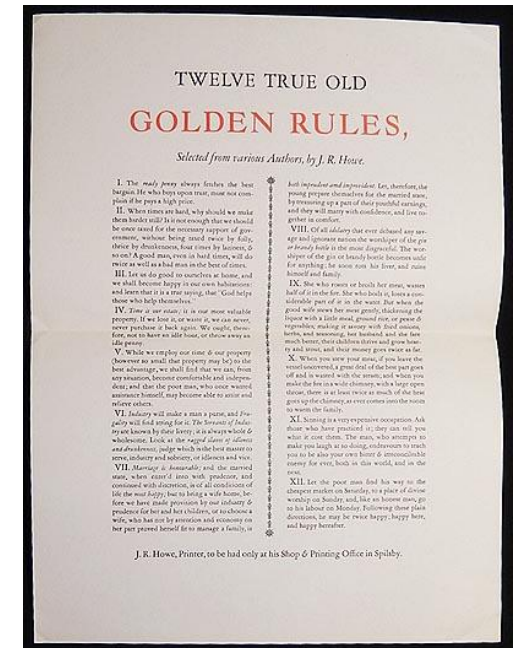 TWELVE TRUE OLD
GOLDEN RULES,
Selected from various Authors, by J. R. Howe.
I. The ready penny always fetches the best
bargain. He who buys upon trust, must not com-
plain if he pays a high price.
II. When times are hard, why should we make
them harder still? Is it not enough that we should
be once taxed for the necessary support of gov-
ernment, without being taxed twice by folly,
thrice by drunkenness, four times by laziness, &
so on? A good man, even in hard times, will do
twice as well as a bad man in the best of times.
III. Let us do good to ourselves at home, and
we shall become happy in our own habitations:
and learn that it is a true saying, that "God helps
those who help themselves."
IV. Time is our estate; it is our most valuable
property. If we lose it, or waste it, we can never,
never purchase it back again. We ought, there-
fore, not to have an idle hour, or throw away an
idle penny.
V. While we employ our time & our property
(however so small that property may be) to the
best advantage, we shall find that we can, from
any situation, become comfortable and indepen-
dent; and that the poor man, who once wanted
assistance himself, may become able to assist and
relieve others.
VI. Industry will make a man a purse, and Fru-
gality will find string for it. The Servants of Indus-
try are known by their livery; it is always whole &
wholesome. Look at the ragged slaves of idleness
and drunkenness, judge which is the best master to
serve, industry and sobriety, or idleness and vice.
VII. Marriage is honourable; and the married
state, when enter'd into with prudence, and
continued with discretion, is of all conditions of
life the most happy; but to bring a wife home, be-
fore we have made provision by our industry &
prudence for her and her children, or to choose a
wife, who has not by attention and economy on
her part proved herself fit to manage a family, is
both imprudent and improvident. Let, therefore, the
young prepare themselves for the married state,
by treasuring up a part of their youthful earnings,
and they will marry with confidence, and live to-
gether in comfort.
VIII. Of all idolatry that ever debased any sav-
age and ignorant nation the worshiper of the gin
or brandy bottle is the most disgraceful. The wor-
shiper of the gin or brandy bottle becomes unfit
for anything; he soon rots his liver, and ruins
himself and family.
IX. She who roasts or broils her meat, wastes
half of it in the fire. She who boils it, loses a con-
siderable part of it in the water. But when the
good wife stews her meat gently, thickening the
liquor with a little meal, ground rice, or pease &
vegetables; making it savory with fried onions,
herbs, and seasoning, her husband and she fare
much better, their children thrive and grow hear-
ty and stout, and their money goes twice as far.
X. When you stew your meat, if you leave the
vessel uncovered, a great deal of the best part goes
off and is wasted with the steam; and when you
make the fire in a wide chimney, with a large open
throat, there is at least twice as much of the heat
goes up the chimney, as ever comes into the room
to warm the family.
XI. Sinning is a very expensive occupation. Ask
those who have practiced it; they can tell you
what it cost them. The man, who attempts to
make you laugh at so doing, endeavours to teach
you to be also your own bitter & irreconcileable
enemy for ever, both in this world, and in the
next.
XII. Let the poor man find his way to the
cheapest market on Saturday, to a place of divine
worship on Sunday, and, like an honest man, go
to his labour on Monday. Following these plain
directions, he may be twice happy; happy here,
and happy hereafter.
J. R. Howe, Printer, to be had only at his Shop & Printing Office in Spilsby.